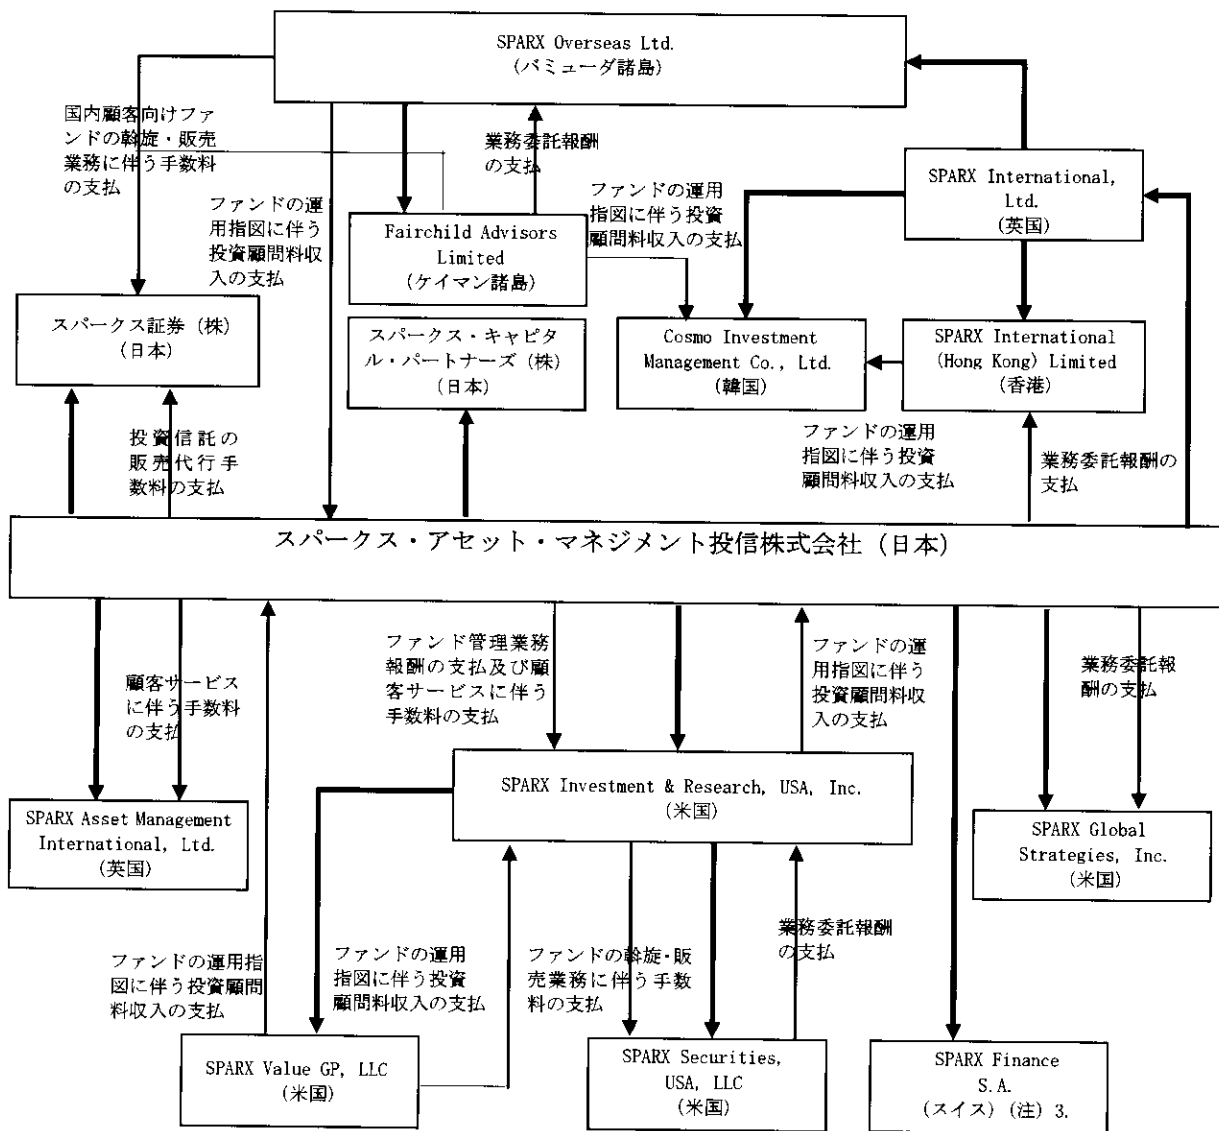 SPARX Overseas Ltd.
(バミューダ諸島)
国内顧客向けファ
ンドの斡旋・販売
業務に伴う手数料
の支払
業務委託報酬
の支払
SPARX International,
Ltd.
(英国)
ファンドの運
用指図に伴う
投資顧問料収
入の支払
ファンドの運用
指図に伴う投資
顧問料収入の支払
Fairchild Advisors
Limited
(ケイマン諸島)
スパークス証券(株)
(日本)
スパークス・キャピタ
ル・パートナーズ(株)
(日本)
Cosmo Investment
Management Co., Ltd.
(韓国)
SPARX International
(Hong Kong) Limited
(香港)
投資信託の
販売代行手
数料の支払
ファンドの運用
指図に伴う投資
顧問料収入の支払
業務委託報酬の
支払
スパークス・アセット・マネジメント投信株式会社(日本)
顧客サービス
に伴う手数料
の支払
ファンド管理業務
報酬の支払及び顧
客サービスに伴う
手数料の支払
ファンドの運
用指図に伴う
投資顧問料収
入の支払
業務委託報
酬の支払
SPARX Investment & Research, USA, Inc.
(米国)
SPARX Asset Management
International, Ltd.
(英国)
SPARX Global
Strategies, Inc.
(米国)
ファンドの運用指
図に伴う投資顧問
料収入の支払
ファンドの運用
指図に伴う投資
顧問料収入の支払
ファンドの斡旋・販
売業務に伴う手数
料の支払
業務委託報酬
の支払
SPARX Value GP, LLC
(米国)
SPARX Securities,
USA, LLC
(米国)
SPARX Finance
S.A.
(スイス)(注)3.